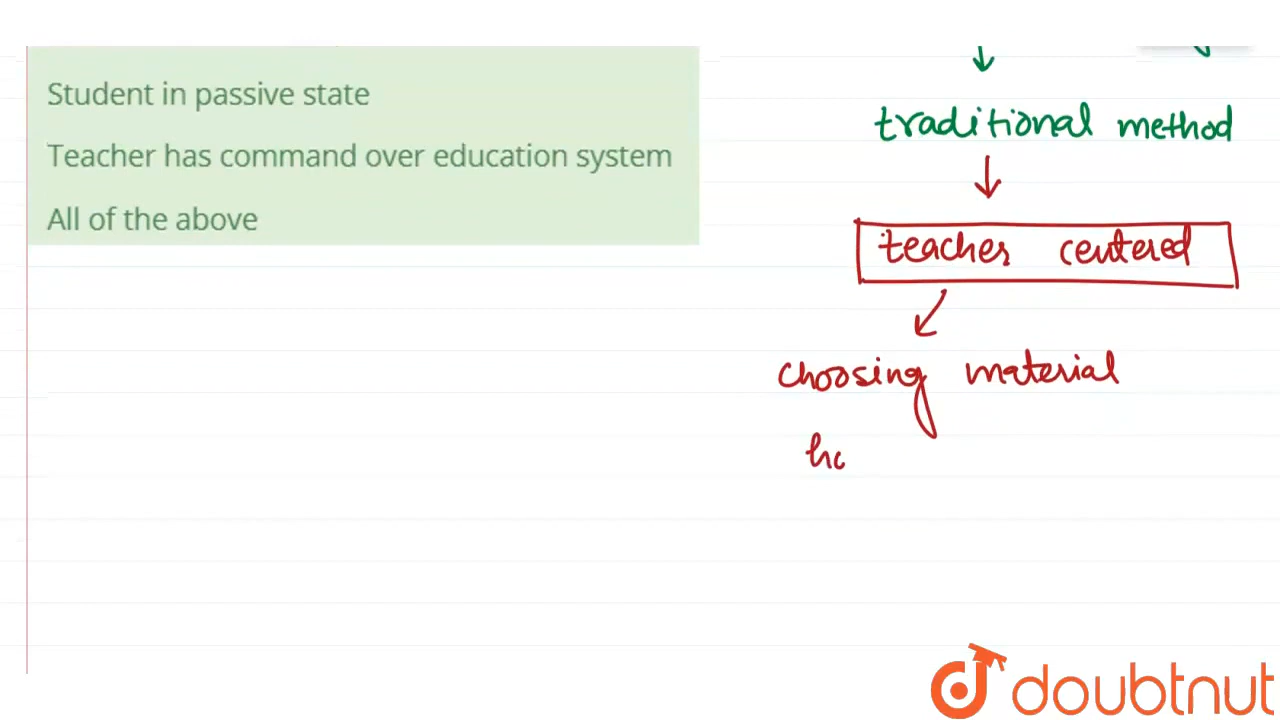 Student in passive state
Teacher has command over education system
All of the above
traditional method
teacher centered
choosing material
ho
doubtnut